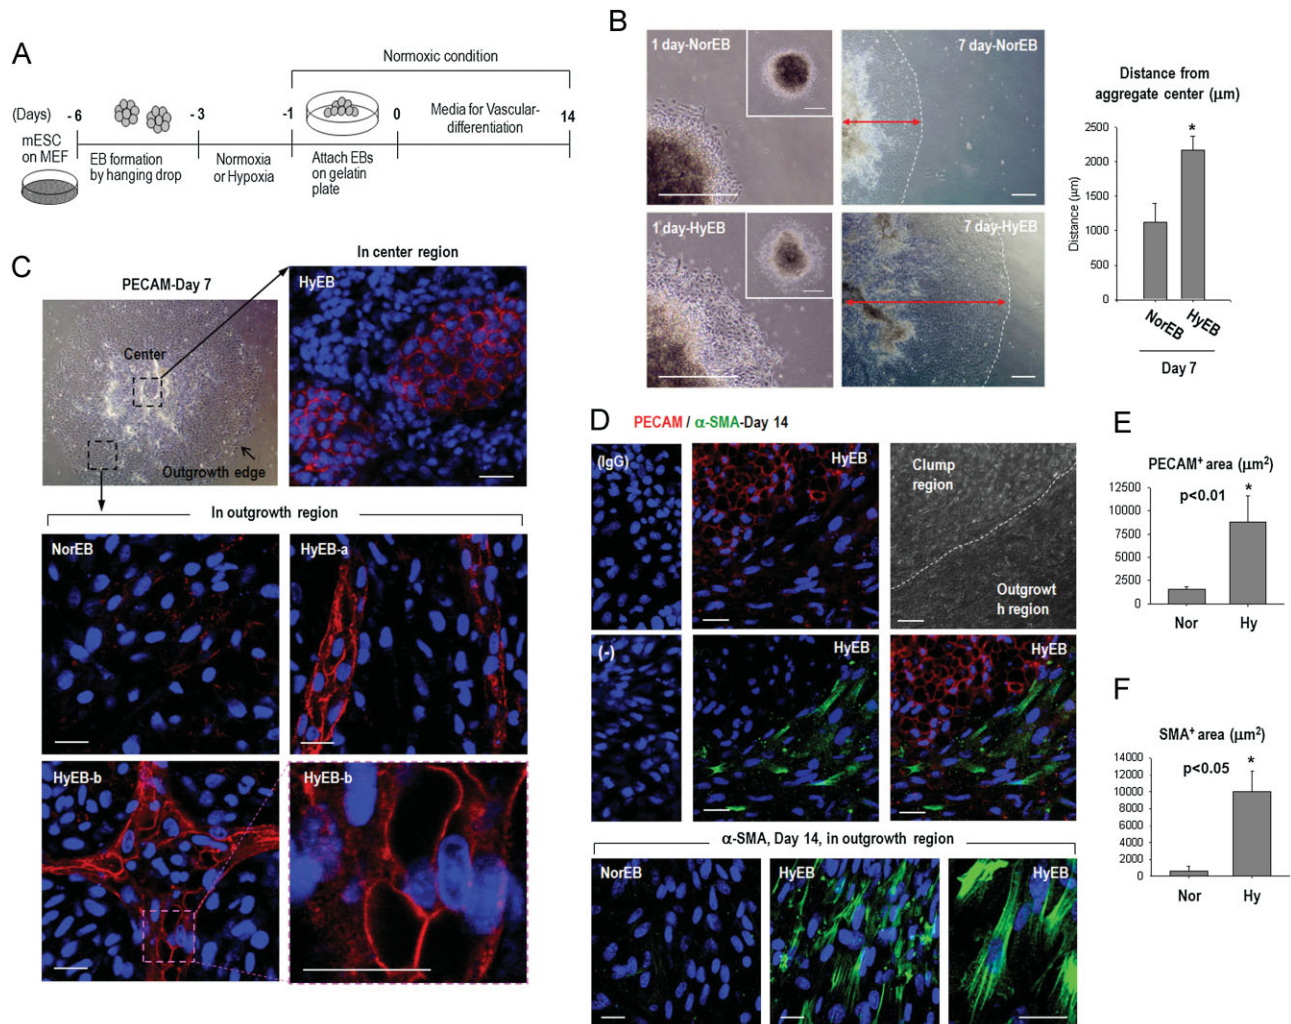 A
Normoxic condition
(Days)
- 6
- 3
-1
0
14
mESC
on MEF
EB formation
by hanging drop
Normoxia
or Hypoxia
Attach EBs
on gelatin
plate
Media for Vascular-
differentiation
B
1 day-NorEB
7 day-NorEB
1 day-HyEB
7 day-HyEB
Distance from
aggregate center (μm)
Distance (μm)
2500
2000
1500
1000
500
0
*
NorEB
HyEB
Day 7
C
PECAM-Day 7
Center
Outgrowth edge
In center region
HyEB
In outgrowth region
NorEB
HyEB-a
HyEB-b
HyEB-b
D
PECAM / α-SMA-Day 14
(IgG)
HyEB
Clump
region
Outgrowt
h region
(-)
HyEB
HyEB
α-SMA, Day 14, in outgrowth region
NorEB
HyEB
HyEB
E
PECAM⁺ area (μm²)
12500
10000
7500
5000
2500
0
p<0.01
*
Nor
Hy
F
SMA⁺ area (μm²)
14000
12000
10000
8000
6000
4000
2000
0
p<0.05
*
Nor
Hy